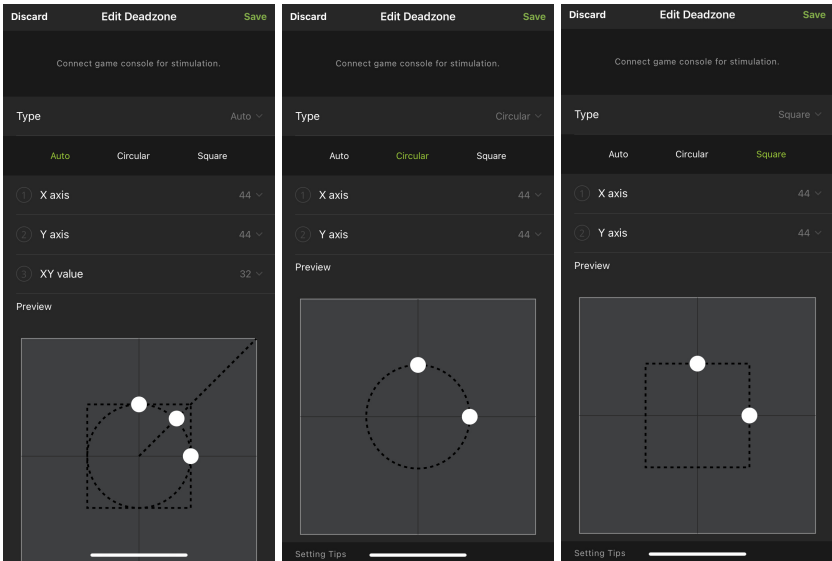 Discard Edit Deadzone Save
Connect game console for stimulation.
Type Auto
Auto Circular Square
1 X axis 44
2 Y axis 44
3 XY value 32
Preview
Discard Edit Deadzone Save
Connect game console for stimulation.
Type Circular
Auto Circular Square
1 X axis 44
2 Y axis 44
Preview
Setting Tips
Discard Edit Deadzone Save
Connect game console for stimulation.
Type Square
Auto Circular Square
1 X axis 44
2 Y axis 44
Preview
Setting Tips